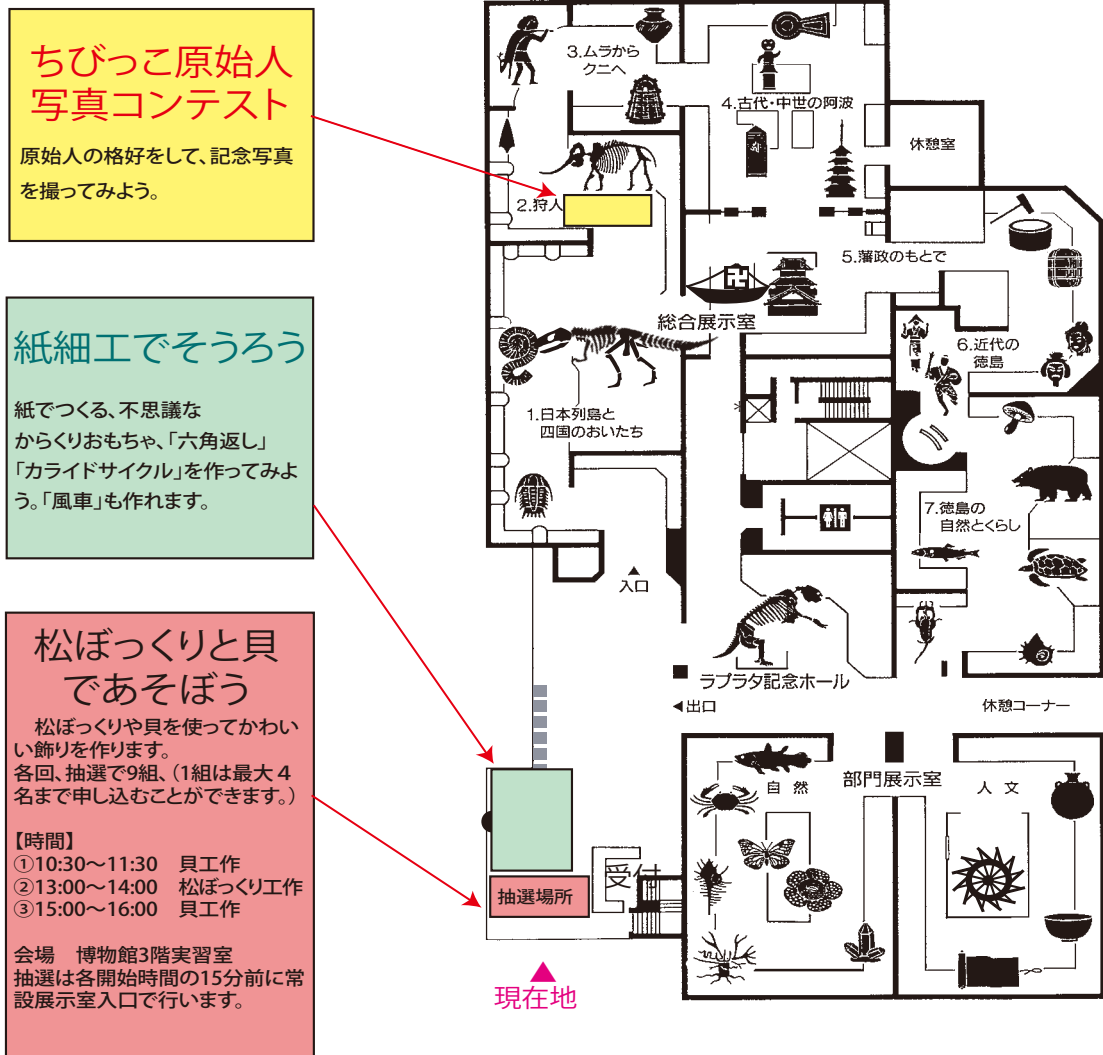 ちびっこ原始人
写真コンテスト
原始人の格好をして、記念写真
を撮ってみよう。
紙細工でそうろう
紙でつくる、不思議な
からくりおもちゃ、「六角返し」
「カライドサイクル」を作ってみよ
う。「風車」も作れます。
松ぼっくりと貝
であそぼう
松ぼっくりや貝を使ってかわい
い飾りを作ります。
各回、抽選で9組、（1組は最大4
名まで申し込むことができます。）
【時間】
①10:30〜11:30　貝工作
②13:00〜14:00　松ぼっくり工作
③15:00〜16:00　貝工作
会場　博物館3階実習室
抽選は各開始時間の15分前に常
設展示室入口で行います。
3.ムラから
クニへ
4.古代・中世の阿波
休憩室
2.狩人
5.藩政のもとで
総合展示室
6.近代の
徳島
1.日本列島と
四国のおいたち
7.徳島の
自然とくらし
▲
入口
ラプラタ記念ホール
◀出口
休憩コーナー
部門展示室
自然
人文
受付
抽選場所
▲
現在地